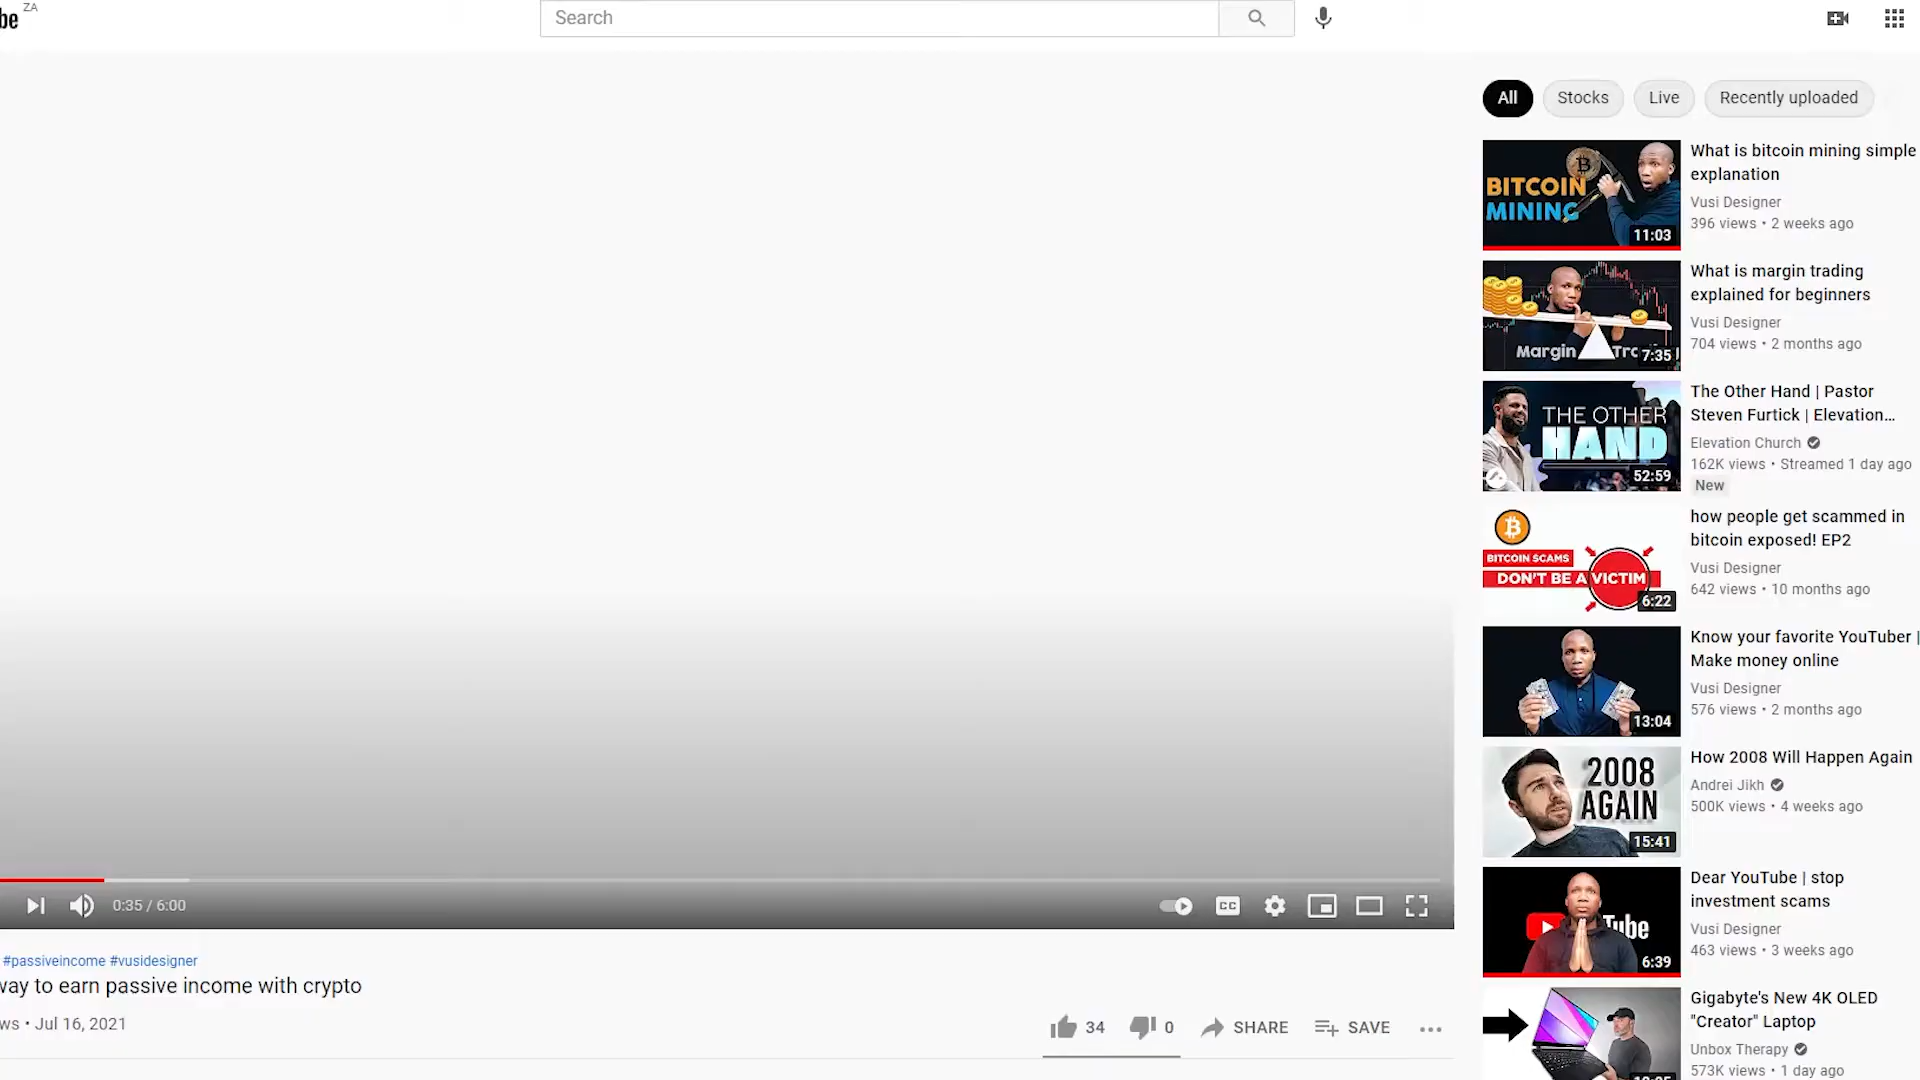 be ZA
Search
All
Stocks
Live
Recently uploaded
BITCOIN
MINING
11:03
What is bitcoin mining simple
explanation
Vusi Designer
396 views • 2 weeks ago
Margin
7:35
What is margin trading
explained for beginners
Vusi Designer
704 views • 2 months ago
THE OTHER
HAND
52:59
The Other Hand | Pastor
Steven Furtick | Elevation...
Elevation Church
162K views • Streamed 1 day ago
New
BITCOIN SCAMS
DON'T BE A VICTIM
6:22
how people get scammed in
bitcoin exposed! EP2
Vusi Designer
642 views • 10 months ago
13:04
Know your favorite YouTuber |
Make money online
Vusi Designer
576 views • 2 months ago
2008
AGAIN
15:41
How 2008 Will Happen Again
Andrei Jikh
500K views • 4 weeks ago
Tube
6:39
Dear YouTube | stop
investment scams
Vusi Designer
463 views • 3 weeks ago
Gigabyte's New 4K OLED
"Creator" Laptop
Unbox Therapy
573K views • 1 day ago
0:35 / 6:00
CC
#passiveincome #vusidesigner
way to earn passive income with crypto
ws • Jul 16, 2021
34
0
SHARE
SAVE